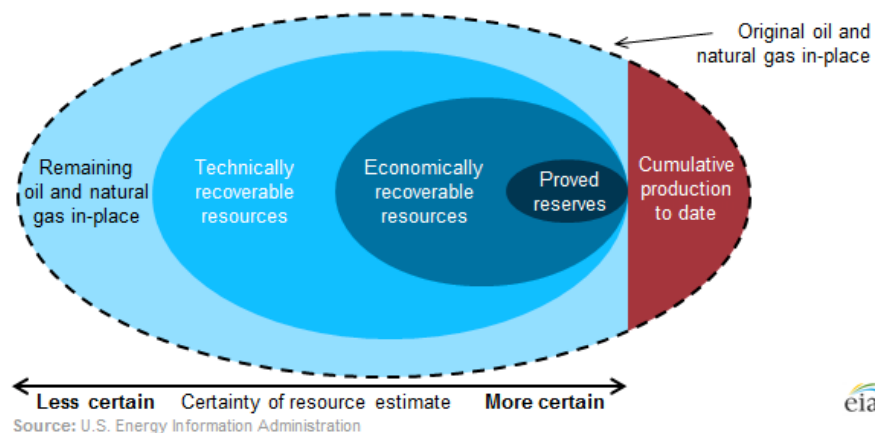 Original oil and
natural gas in-place
Remaining
oil and natural
gas in-place
Technically
recoverable
resources
Economically
recoverable
resources
Proved
reserves
Cumulative
production
to date
Less certain Certainty of resource estimate More certain
Source: U.S. Energy Information Administration
eia